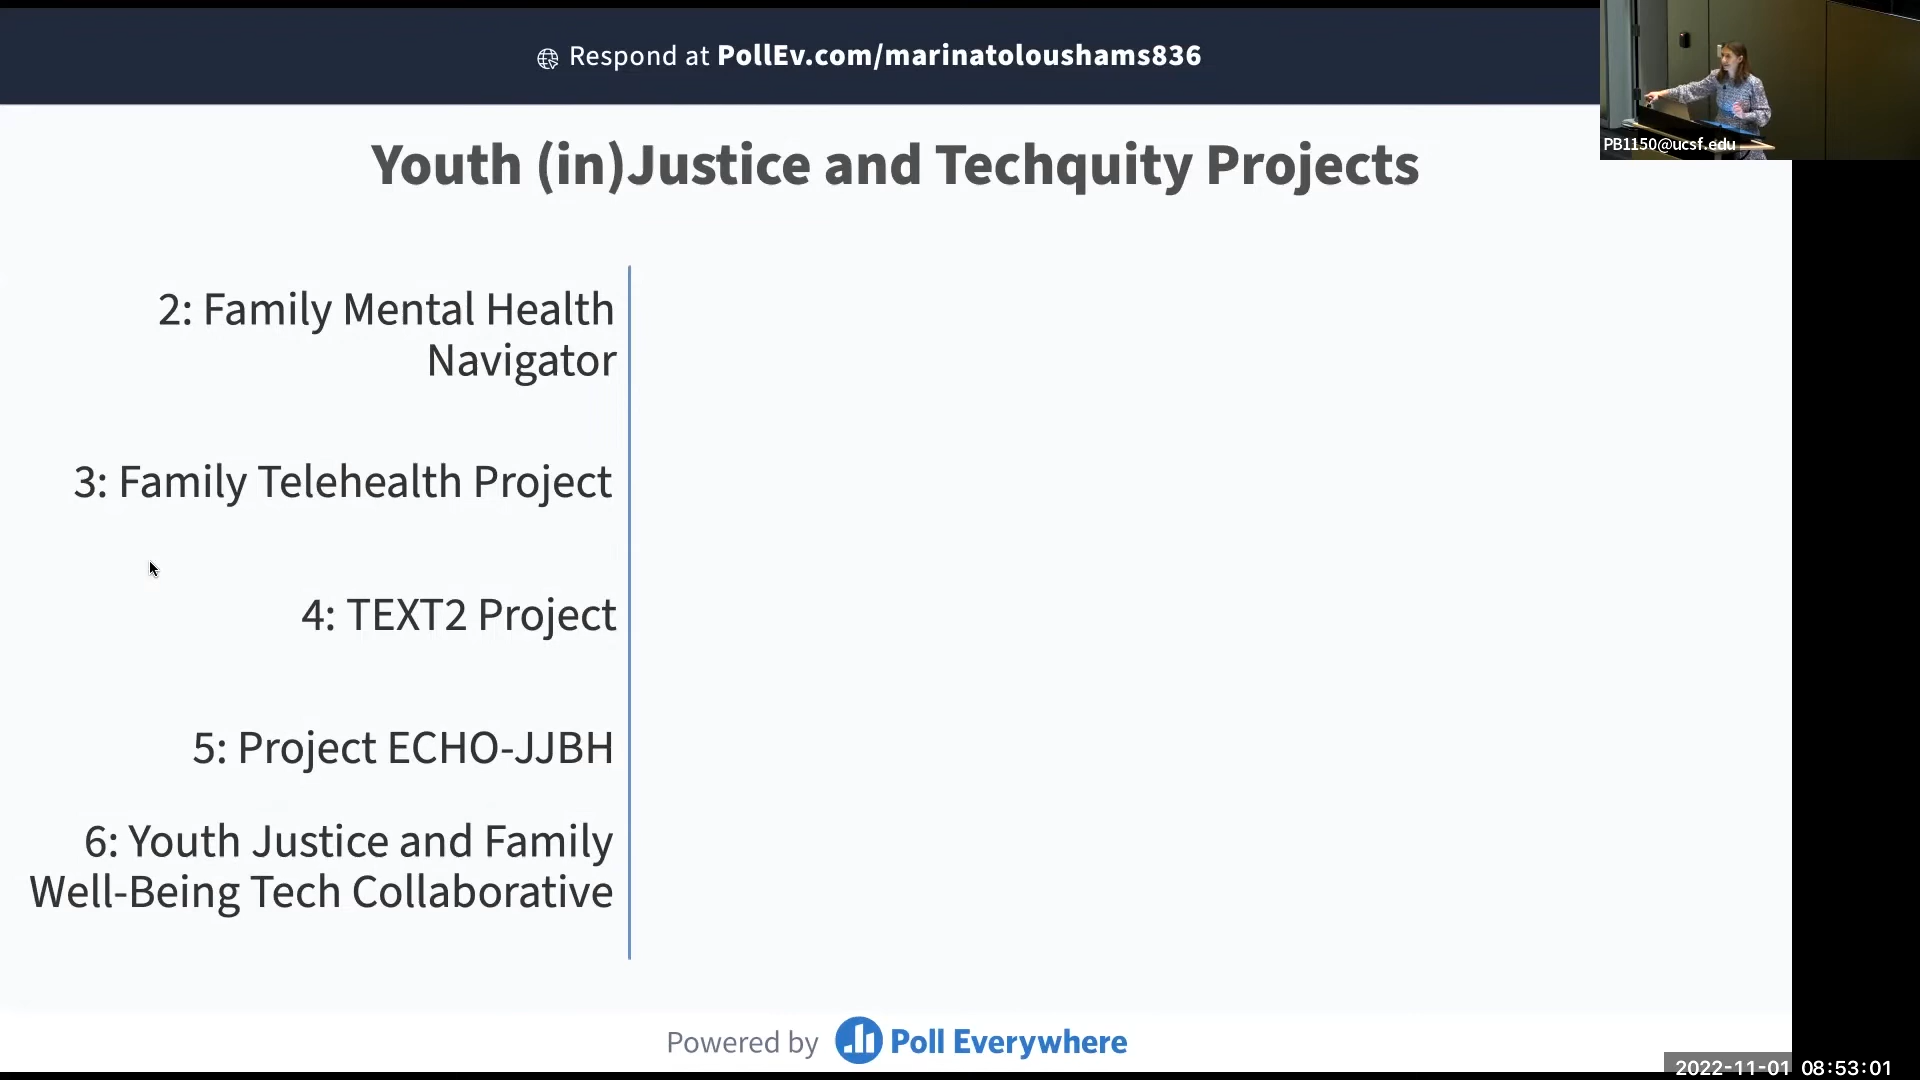 Respond at PollEv.com/marinatoloushams836
PB1150@ucsf.edu
Youth (in)Justice and Techquity Projects
2: Family Mental Health
Navigator
3: Family Telehealth Project
4: TEXT2 Project
5: Project ECHO-JJBH
6: Youth Justice and Family
Well-Being Tech Collaborative
Powered by Poll Everywhere
2022-11-01 08:53:01